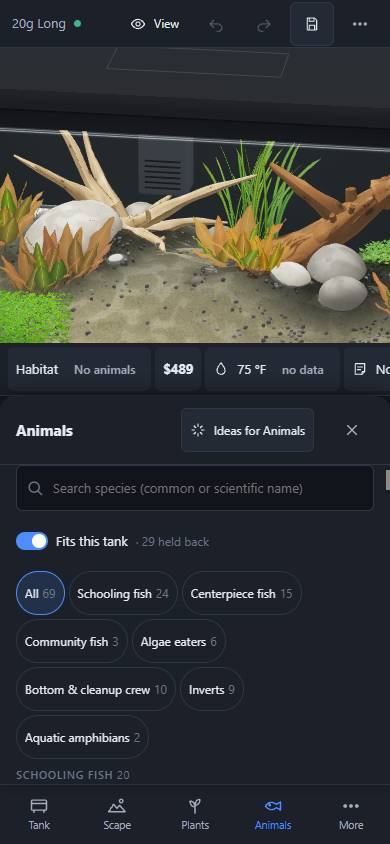 20g Long View
Habitat No animals $489 75 °F no data No
Animals Ideas for Animals
Search species (common or scientific name)
Fits this tank · 29 held back
All 69 Schooling fish 24 Centerpiece fish 15
Community fish 3 Algae eaters 6
Bottom & cleanup crew 10 Inverts 9
Aquatic amphibians 2
SCHOOLING FISH 20
Tank Scape Plants Animals More